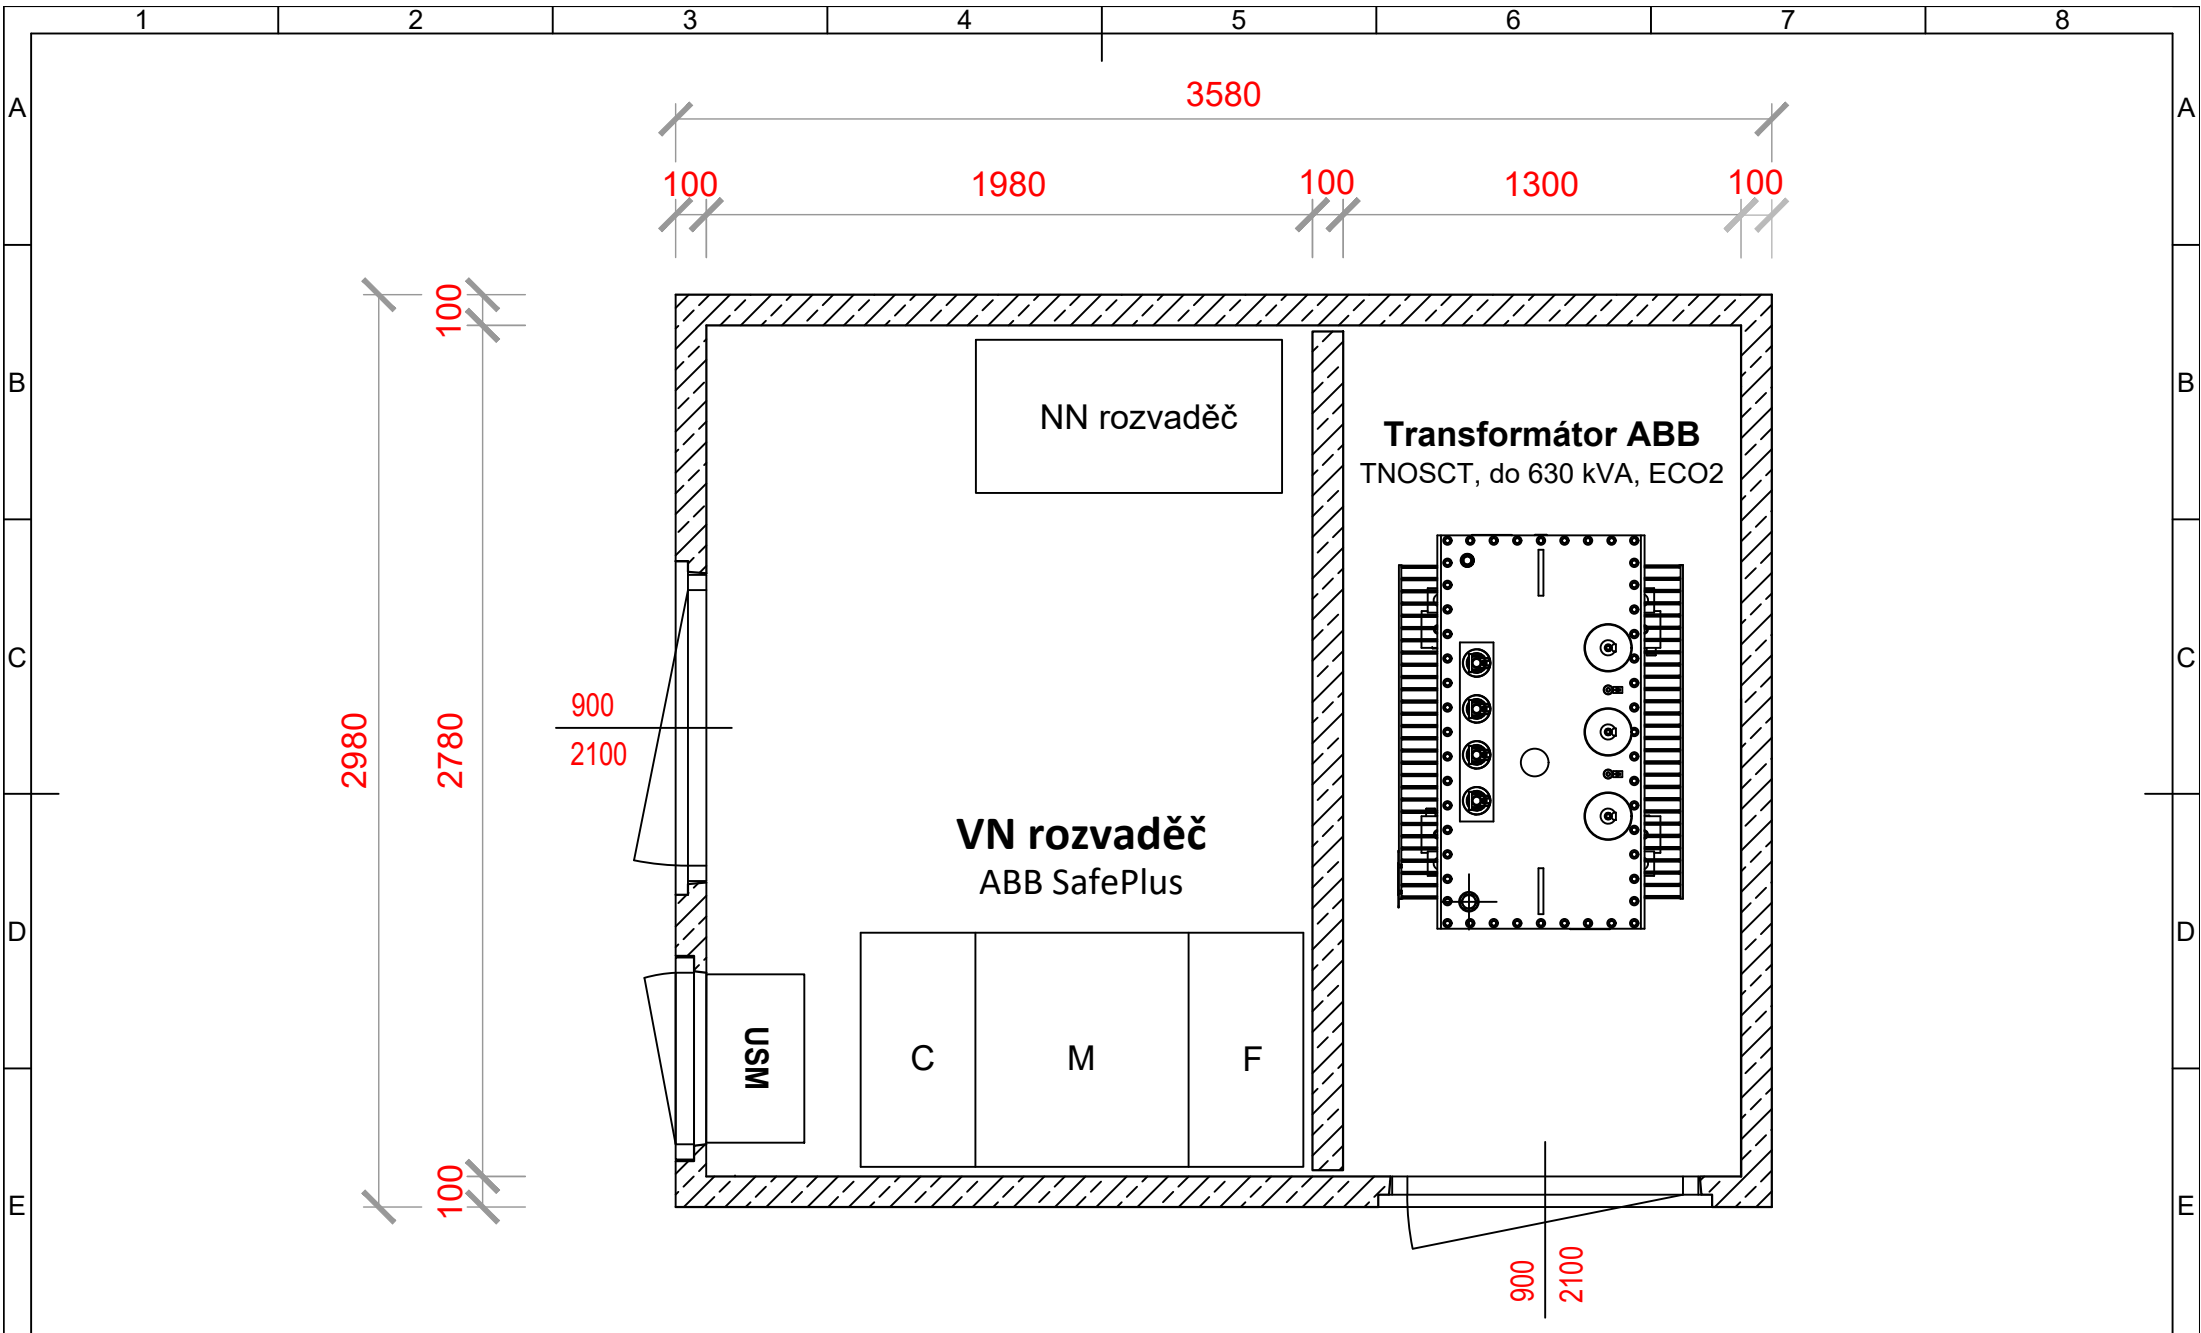 1 2 3 4 5 6 7 8
A A
3580
100 1980 100 1300 100
100
B B
NN rozvaděč
Transformátor ABB
TNOSCT, do 630 kVA, ECO2
C C
900
2100
2980 2780
VN rozvaděč
ABB SafePlus
D D
USM
C M F
100
E E
900 2100